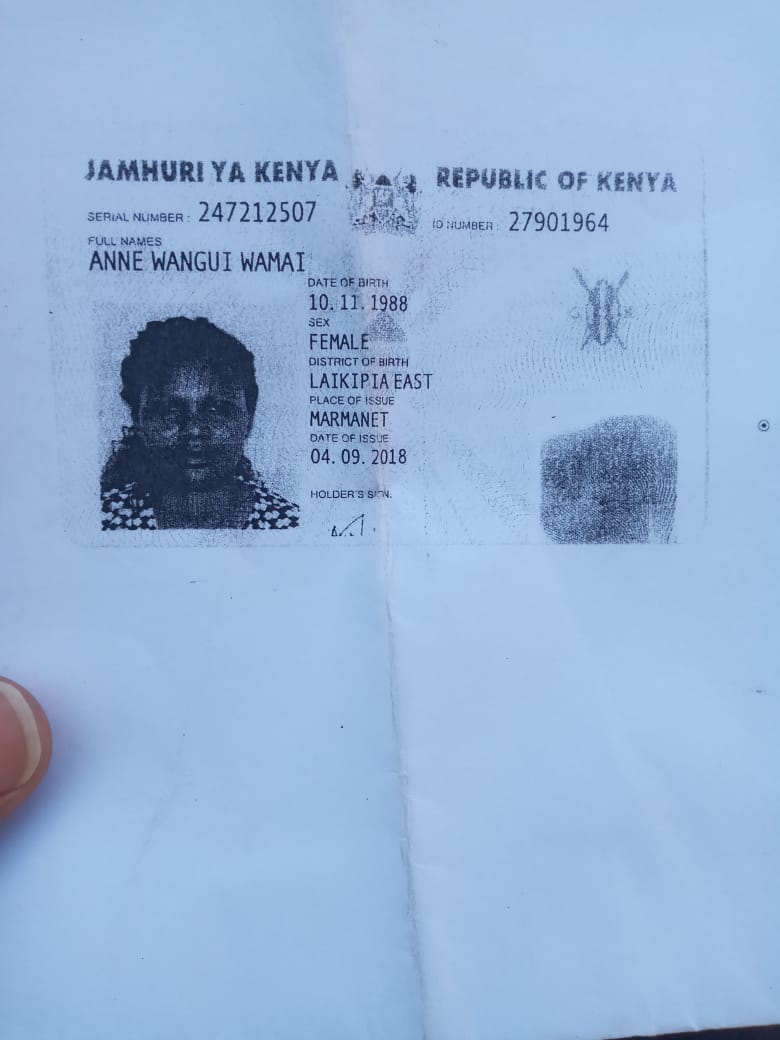 JAMHURI YA KENYA REPUBLIC OF KENYA
SERIAL NUMBER : 247212507 ID NUMBER : 27901964
FULL NAMES
ANNE WANGUI WAMAI
DATE OF BIRTH
10. 11. 1988
SEX
FEMALE
DISTRICT OF BIRTH
LAIKIPIA EAST
PLACE OF ISSUE
MARMANET
DATE OF ISSUE
04. 09. 2018
HOLDER'S SIGN.